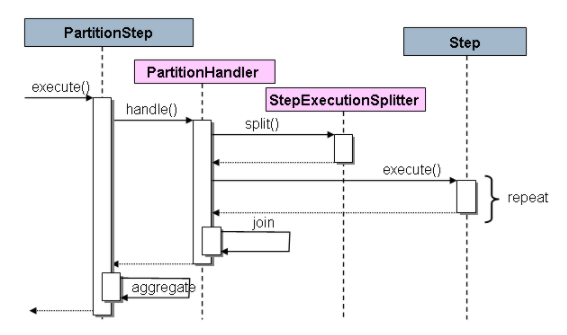 PartitionStep
Step
PartitionHandler
execute()
StepExecutionSplitter
handle()
split()
execute()
repeat
join
aggregate